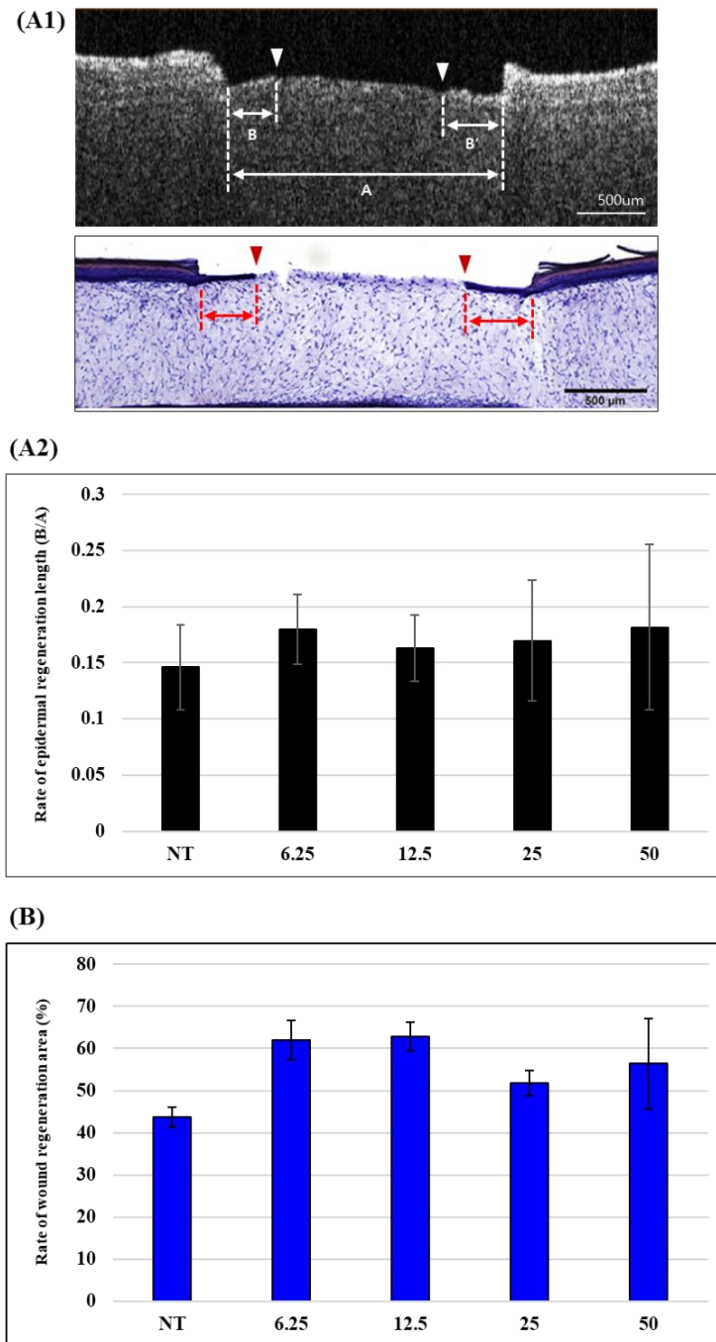 (A1)
B
B'
A
500um
500 µm
(A2)
Rate of epidermal regeneration length (B/A)
0.3
0.25
0.2
0.15
0.1
0.05
0
NT 6.25 12.5 25 50
(B)
Rate of wound regeneration area (%)
80
70
60
50
40
30
20
10
0
NT 6.25 12.5 25 50